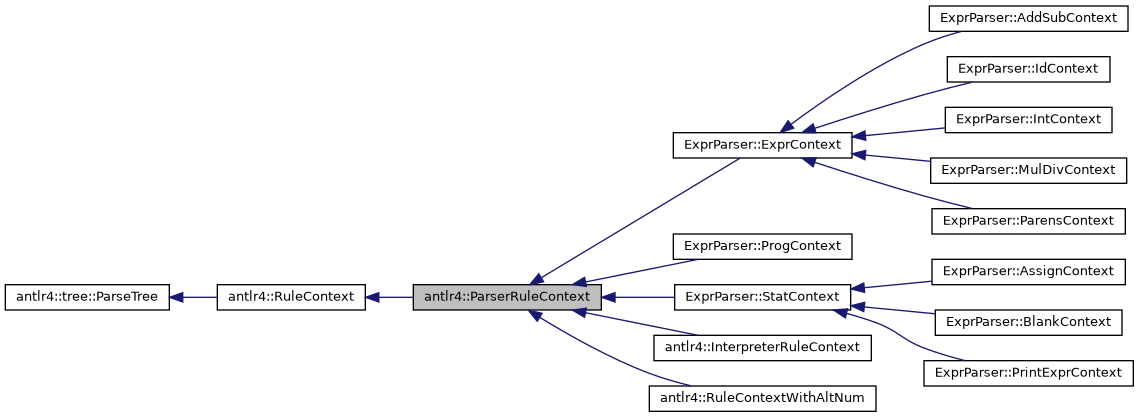 ExprParser::AddSubContext
ExprParser::IdContext
ExprParser::IntContext
ExprParser::ExprContext
ExprParser::MulDivContext
ExprParser::ParensContext
ExprParser::ProgContext
ExprParser::AssignContext
antlr4::tree::ParseTree
antlr4::RuleContext
antlr4::ParserRuleContext
ExprParser::StatContext
ExprParser::BlankContext
antlr4::InterpreterRuleContext
ExprParser::PrintExprContext
antlr4::RuleContextWithAltNum